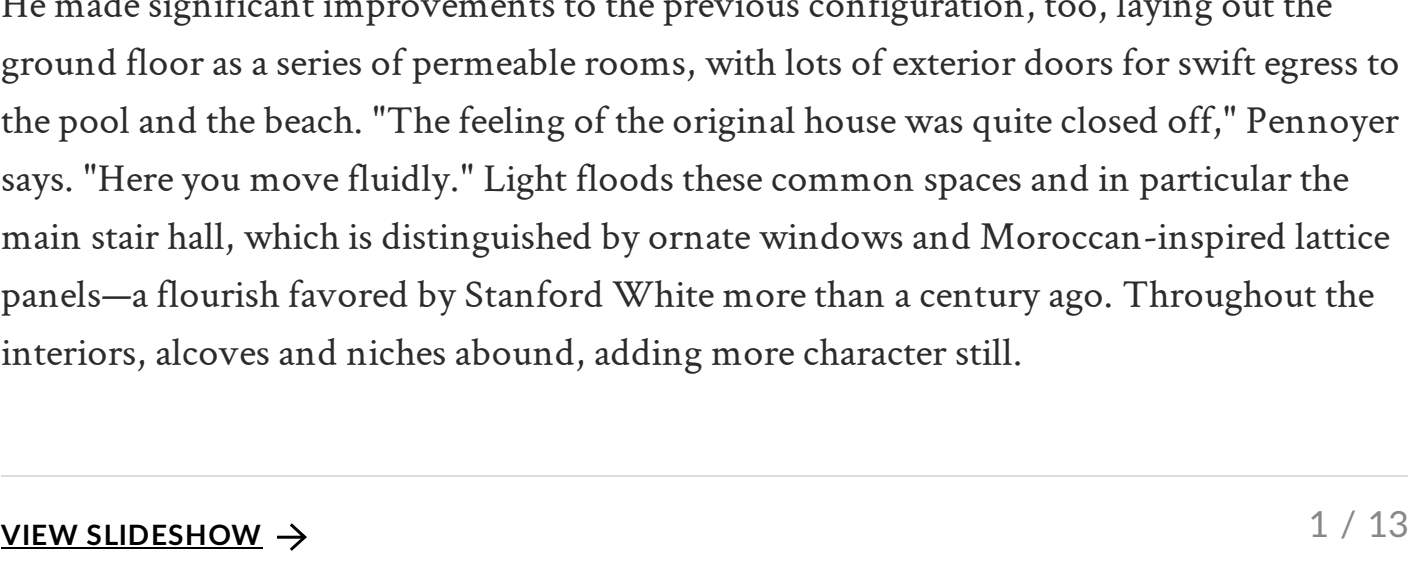 He made significant improvements to the previous configuration, too, laying out the
ground floor as a series of permeable rooms, with lots of exterior doors for swift egress to
the pool and the beach. "The feeling of the original house was quite closed off," Pennoyer
says. "Here you move fluidly." Light floods these common spaces and in particular the
main stair hall, which is distinguished by ornate windows and Moroccan-inspired lattice
panels—a flourish favored by Stanford White more than a century ago. Throughout the
interiors, alcoves and niches abound, adding more character still.
VIEW SLIDESHOW →
1 / 13